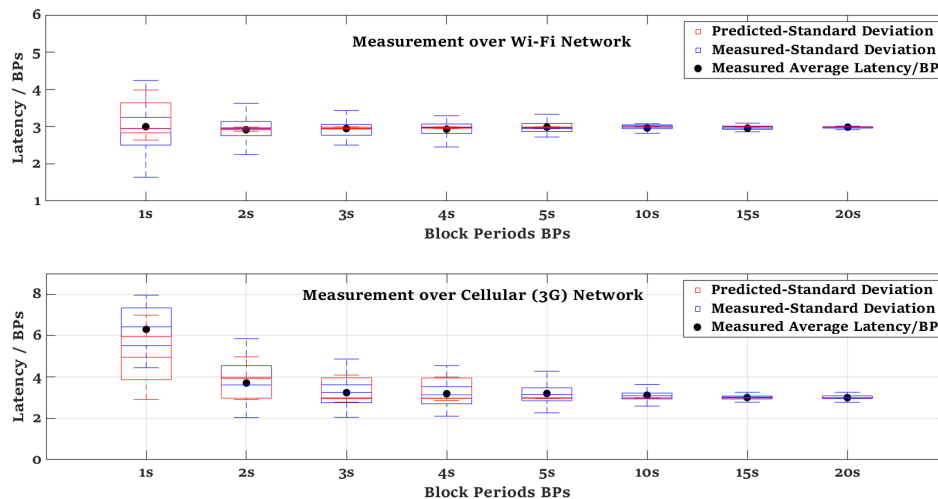 6
5
4
3
2
1
Latency / BPs
Measurement over Wi-Fi Network
Predicted-Standard Deviation
Measured-Standard Deviation
Measured Average Latency/BP
1s 2s 3s 4s 5s 10s 15s 20s
Block Periods BPs
8
6
4
2
0
Latency / BPs
Measurement over Cellular (3G) Network
Predicted-Standard Deviation
Measured-Standard Deviation
Measured Average Latency/BP
1s 2s 3s 4s 5s 10s 15s 20s
Block Periods BPs